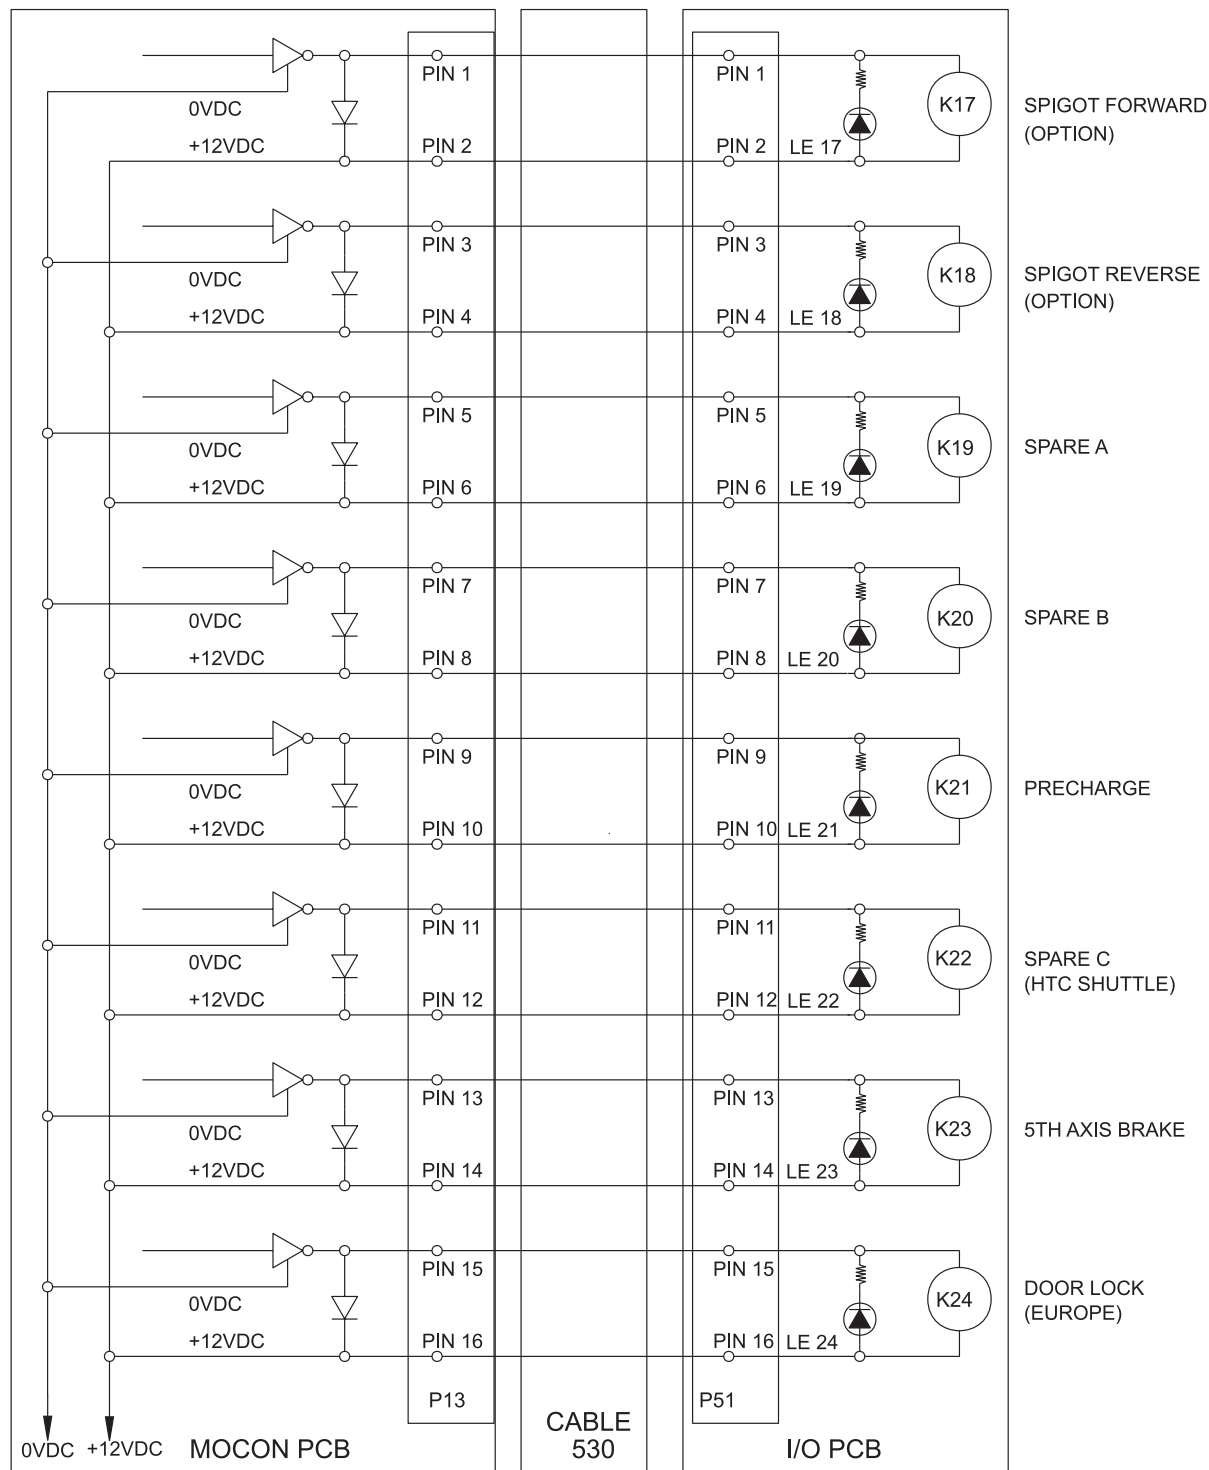 PIN 1 PIN 1 K17
0VDC SPIGOT FORWARD
+12VDC PIN 2 PIN 2 LE 17 (OPTION)
PIN 3 PIN 3 K18
0VDC SPIGOT REVERSE
+12VDC PIN 4 PIN 4 LE 18 (OPTION)
PIN 5 PIN 5 K19
0VDC SPARE A
+12VDC PIN 6 PIN 6 LE 19
PIN 7 PIN 7 K20
0VDC SPARE B
+12VDC PIN 8 PIN 8 LE 20
PIN 9 PIN 9 K21
0VDC PRECHARGE
+12VDC PIN 10 PIN 10 LE 21
PIN 11 PIN 11 K22
0VDC SPARE C
+12VDC PIN 12 PIN 12 LE 22 (HTC SHUTTLE)
PIN 13 PIN 13 K23
0VDC 5TH AXIS BRAKE
+12VDC PIN 14 PIN 14 LE 23
PIN 15 PIN 15 K24
0VDC DOOR LOCK
+12VDC PIN 16 PIN 16 LE 24 (EUROPE)
P13 P51
0VDC +12VDC MOCON PCB CABLE
530 I/O PCB